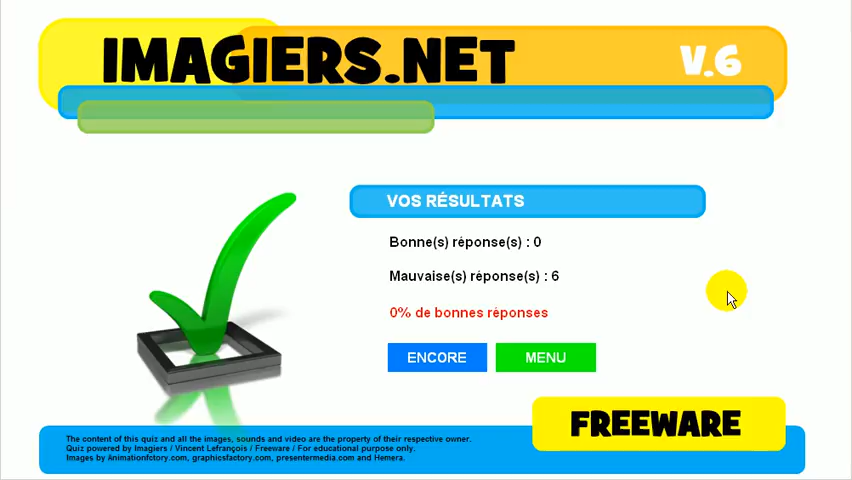 IMAGIERS.NET
V.6
VOS RÉSULTATS
Bonne(s) réponse(s) : 0
Mauvaise(s) réponse(s) : 6
0% de bonnes réponses
ENCORE
MENU
FREEWARE
The content of this quiz and all the images, sounds and video are the property of their respective owner.
Quiz powered by Imagiers / Vincent Lefrançois / Freeware / For educational purpose only.
Images by Animationfctory.com, graphicsfactory.com, presentermedia.com and Hemera.